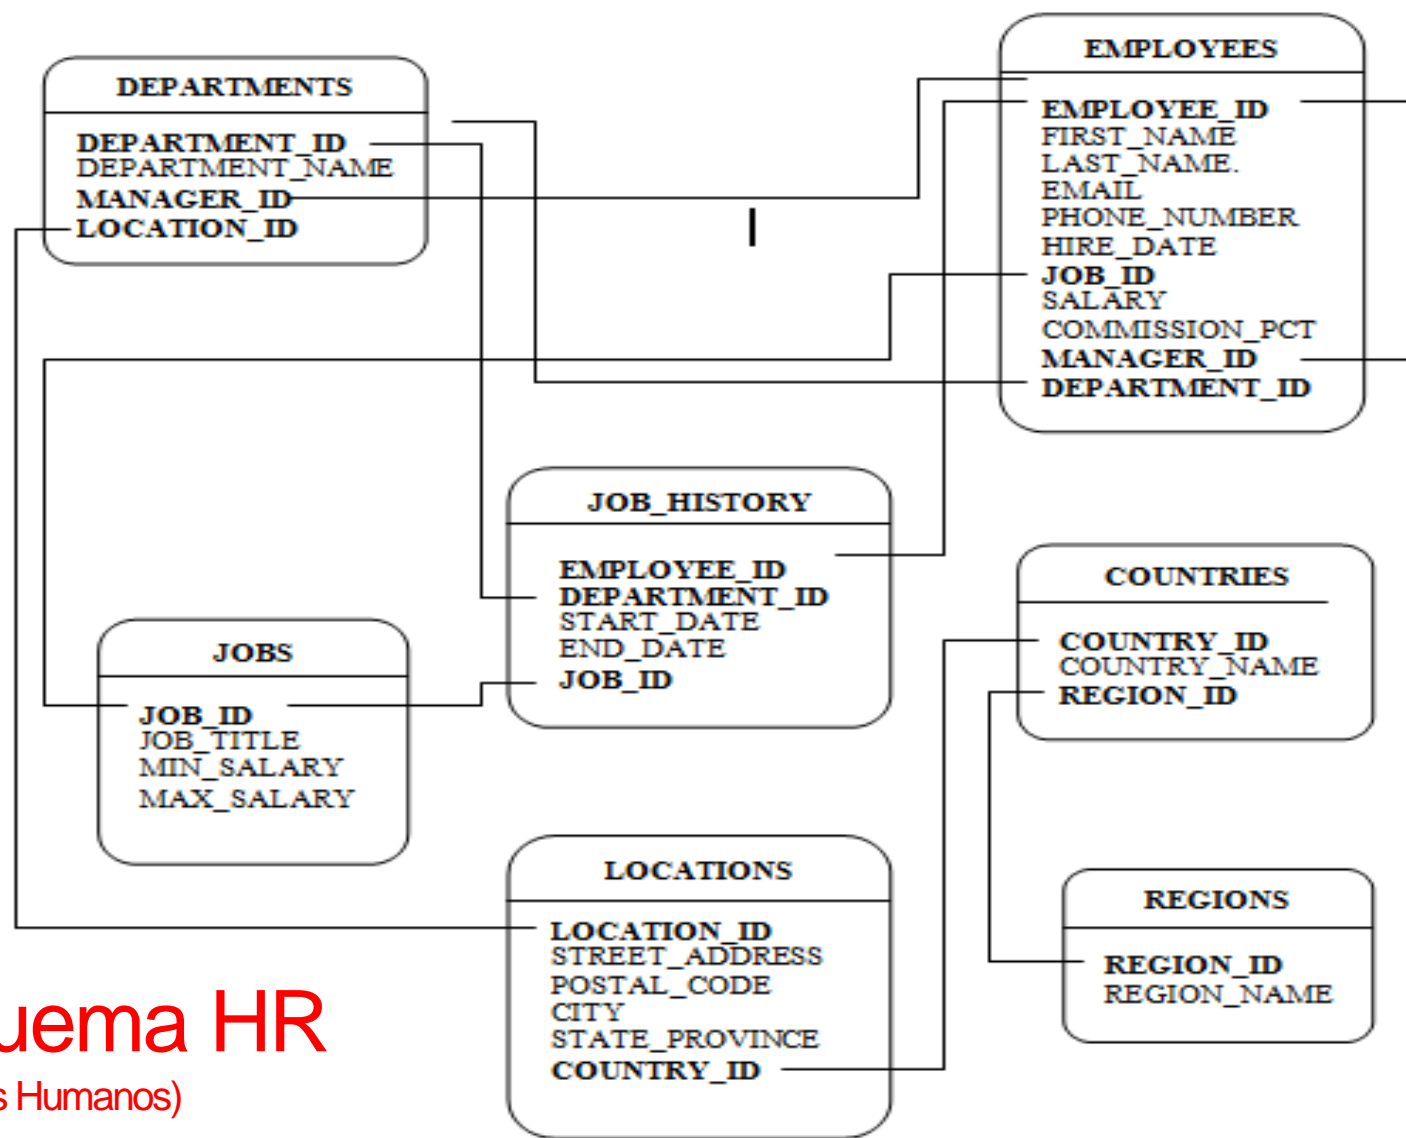 DEPARTMENTS
DEPARTMENT_ID
DEPARTMENT_NAME
MANAGER_ID
LOCATION_ID
EMPLOYEES
EMPLOYEE_ID
FIRST_NAME
LAST_NAME.
EMAIL
PHONE_NUMBER
HIRE_DATE
JOB_ID
SALARY
COMMISSION_PCT
MANAGER_ID
DEPARTMENT_ID
JOB_HISTORY
EMPLOYEE_ID
DEPARTMENT_ID
START_DATE
END_DATE
JOB_ID
JOBS
JOB_ID
JOB_TITLE
MIN_SALARY
MAX_SALARY
COUNTRIES
COUNTRY_ID
COUNTRY_NAME
REGION_ID
LOCATIONS
LOCATION_ID
STREET_ADDRESS
POSTAL_CODE
CITY
STATE_PROVINCE
COUNTRY_ID
REGIONS
REGION_ID
REGION_NAME
uema HR
s Humanos)